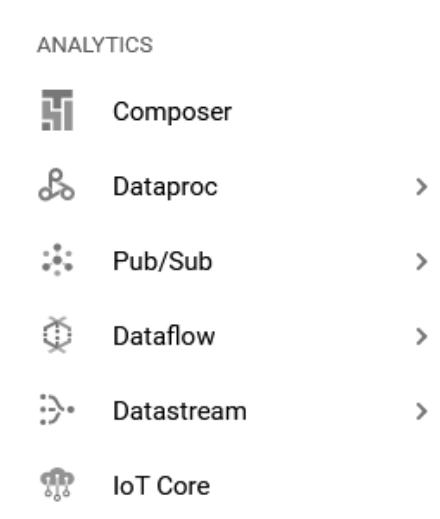 ANALYTICS
Composer
Dataproc
Pub/Sub
Dataflow
Datastream
IoT Core